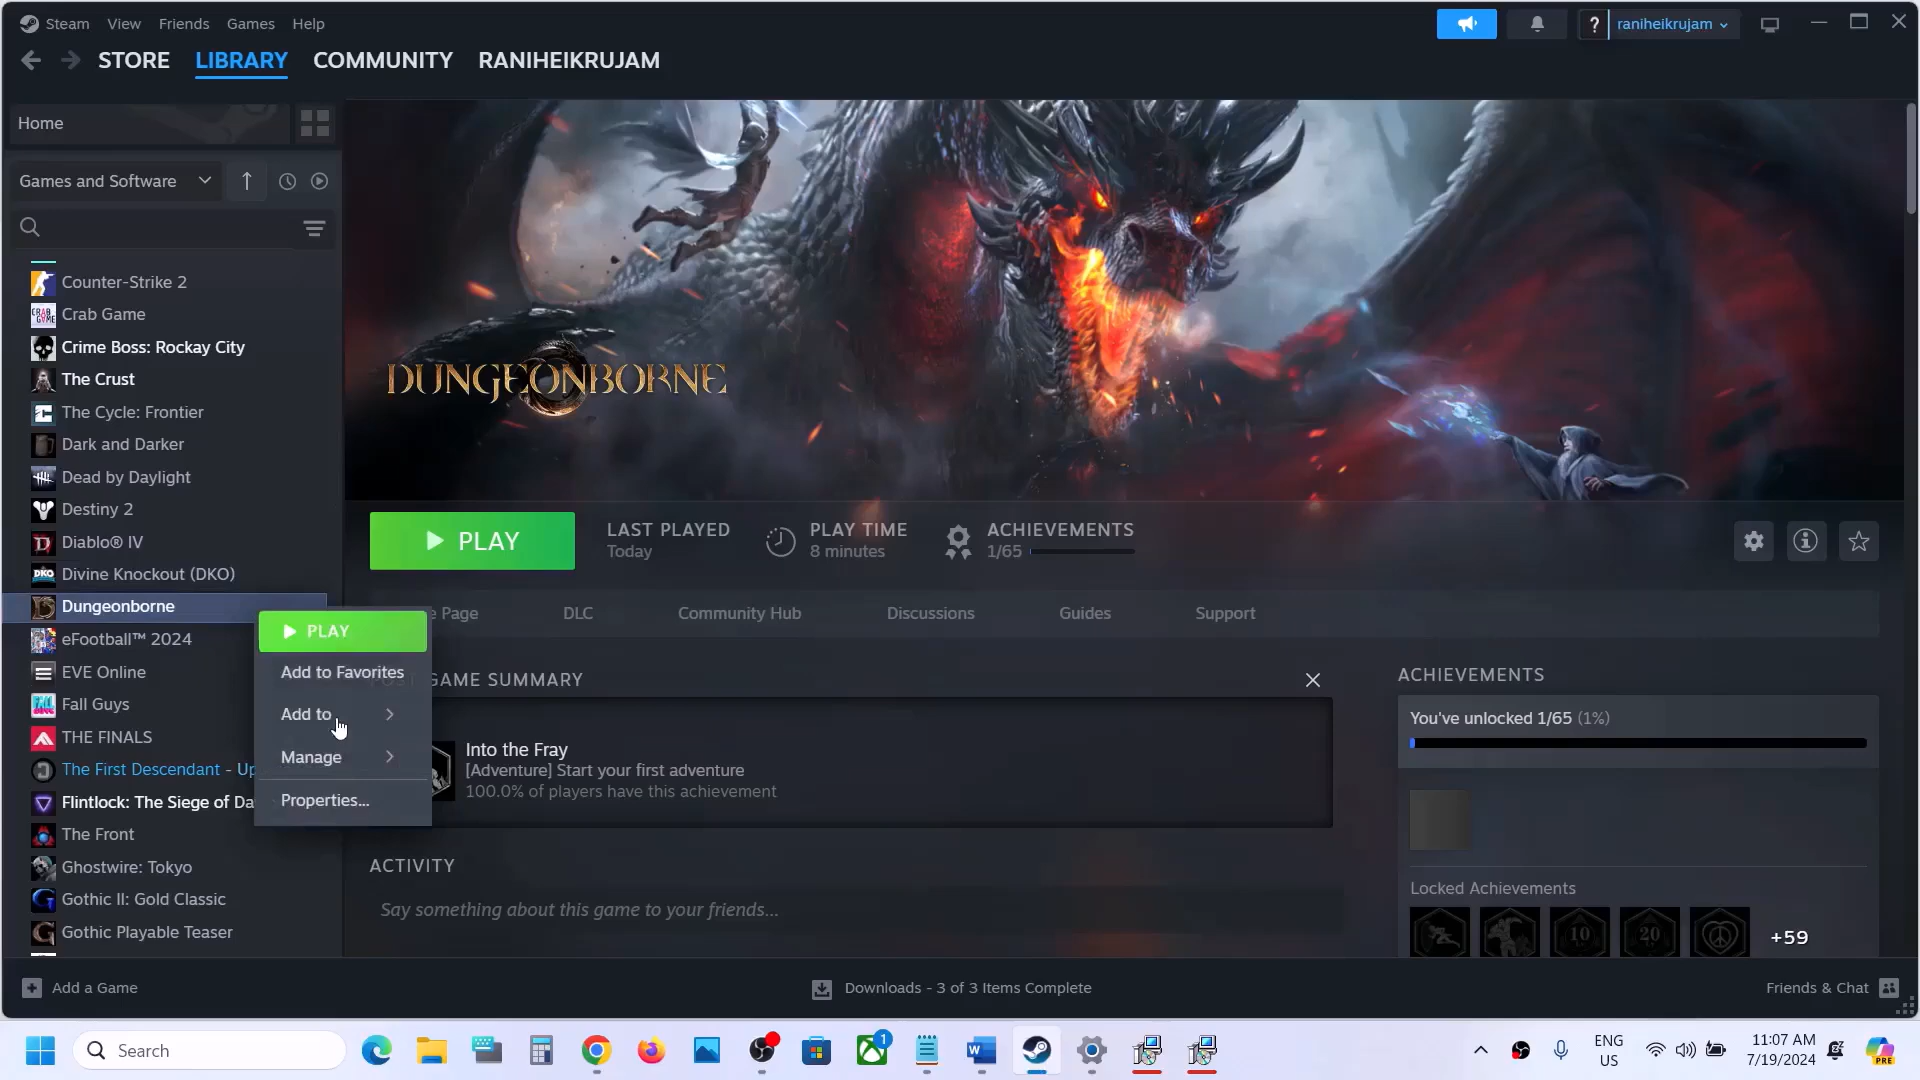 Steam View Friends Games Help
? raniheikrujam
STORE LIBRARY COMMUNITY RANIHEIKRUJAM
Home
Games and Software
Counter-Strike 2
Crab Game
Crime Boss: Rockay City
The Crust
The Cycle: Frontier
Dark and Darker
Dead by Daylight
Destiny 2
Diablo® IV
Divine Knockout (DKO)
Dungeonborne
eFootball™ 2024
EVE Online
Fall Guys
THE FINALS
The First Descendant - Up
Flintlock: The Siege of Da
The Front
Ghostwire: Tokyo
Gothic II: Gold Classic
Gothic Playable Teaser
PLAY
Add to Favorites
Add to
Manage
Properties...
DUNGEONBORNE
PLAY
LAST PLAYED
Today
PLAY TIME
8 minutes
ACHIEVEMENTS
1/65
e Page DLC Community Hub Discussions Guides Support
GAME SUMMARY
Into the Fray
[Adventure] Start your first adventure
100.0% of players have this achievement
ACTIVITY
Say something about this game to your friends...
ACHIEVEMENTS
You've unlocked 1/65 (1%)
Locked Achievements
10 20 +59
Add a Game
Downloads - 3 of 3 Items Complete
Friends & Chat
Search
1
ENG
US
11:07 AM
7/19/2024
PRE